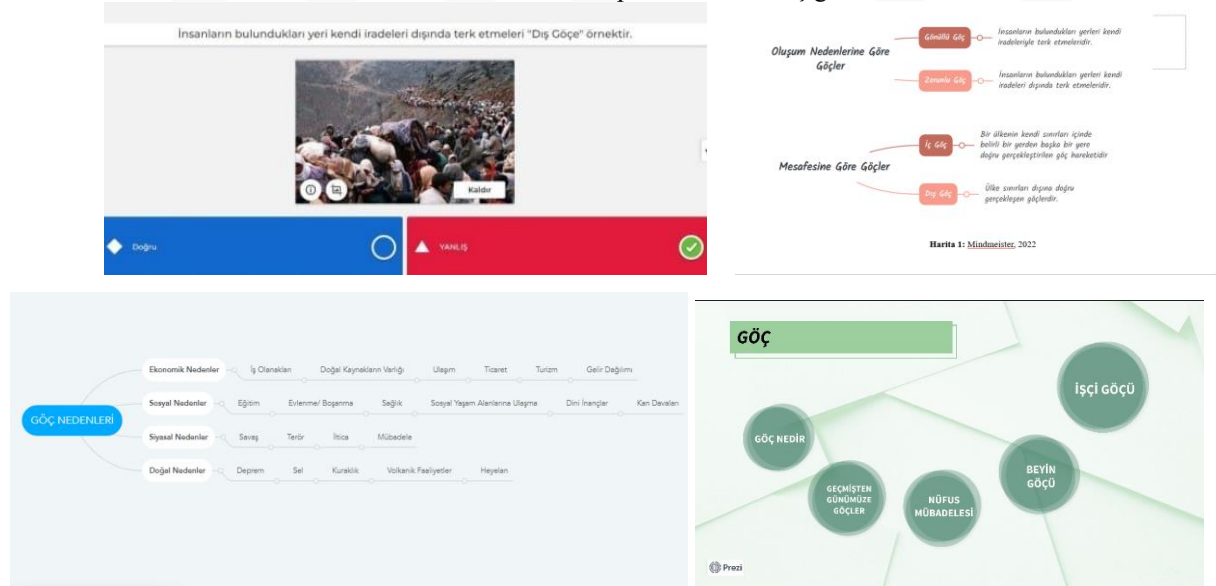 İnsanların bulundukları yeri kendi iradeleri dışında terk etmeleri "Dış Göçe" örnektir.
Kaldır
Doğru
YANLIŞ
Oluşum Nedenlerine Göre
Göçler
Gönüllü Göç
İnsanların bulundukları yerleri kendi
iradeleriyle terk etmeleridir.
Zorunlu Göç
İnsanların bulundukları yerleri kendi
iradeleri dışında terk etmeleridir.
Mesafesine Göre Göçler
İç Göç
Bir ülkenin kendi sınırları içinde
belirli bir yerden başka bir yere
doğru gerçekleştirilen göç hareketidir
Dış Göç
Ülke sınırları dışına doğru
gerçekleşen göçlerdir.
Harita 1: Mindmeister, 2022
GÖÇ NEDENLERİ
Ekonomik Nedenler İş Olanakları Doğal Kaynakların Varlığı Ulaşım Ticaret Turizm Gelir Dağılımı
Sosyal Nedenler Eğitim Evlenme/ Boşanma Sağlık Sosyal Yaşam Alanlarına Ulaşma Dini İnançlar Kan Davaları
Siyasal Nedenler Savaş Terör İltica Mübadele
Doğal Nedenler Deprem Sel Kuraklık Volkanik Faaliyetler Heyelan
GÖÇ
GÖÇ NEDİR
GEÇMİŞTEN
GÜNÜMÜZE
GÖÇLER
NÜFUS
MÜBADELESİ
BEYİN
GÖÇÜ
İŞÇİ GÖÇÜ
Prezi